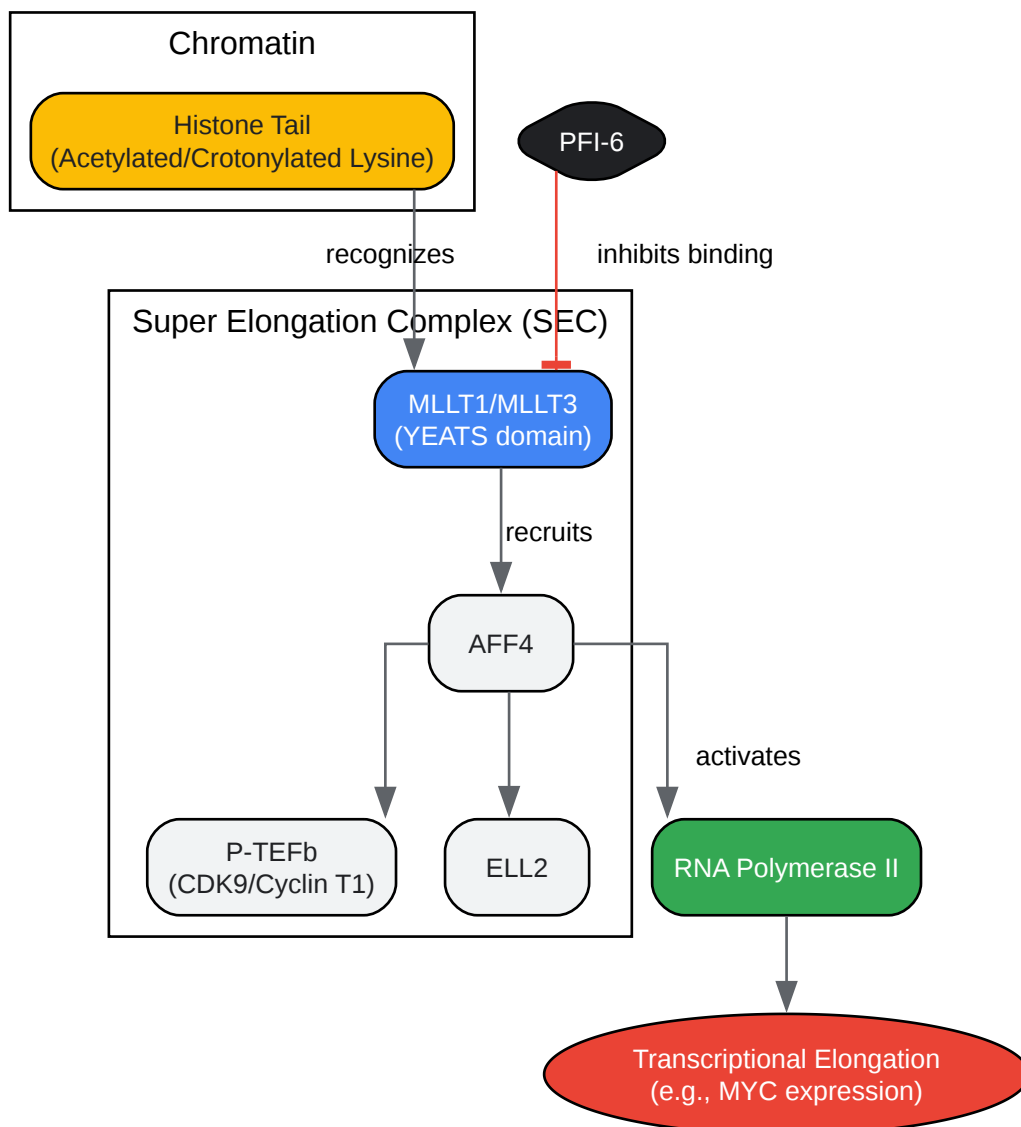 Chromatin
Histone Tail
(Acetylated/Crotonylated Lysine)
PFI-6
recognizes
inhibits binding
Super Elongation Complex (SEC)
MLLT1/MLLT3
(YEATS domain)
recruits
AFF4
activates
P-TEFb
(CDK9/Cyclin T1)
ELL2
RNA Polymerase II
Transcriptional Elongation
(e.g., MYC expression)